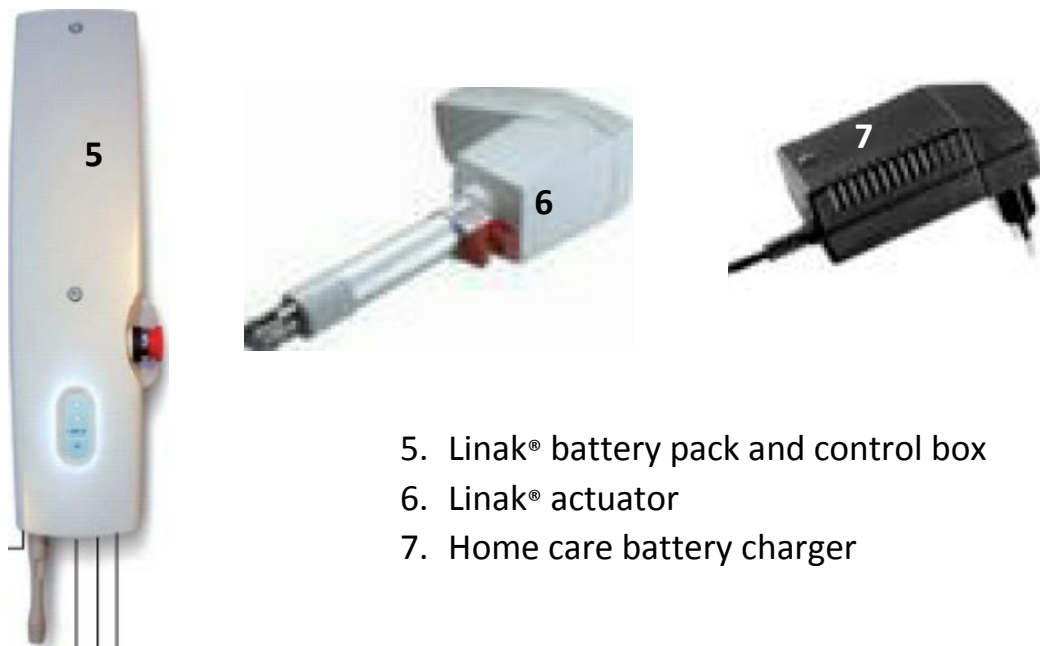 5
6
7
5. Linak® battery pack and control box
6. Linak® actuator
7. Home care battery charger